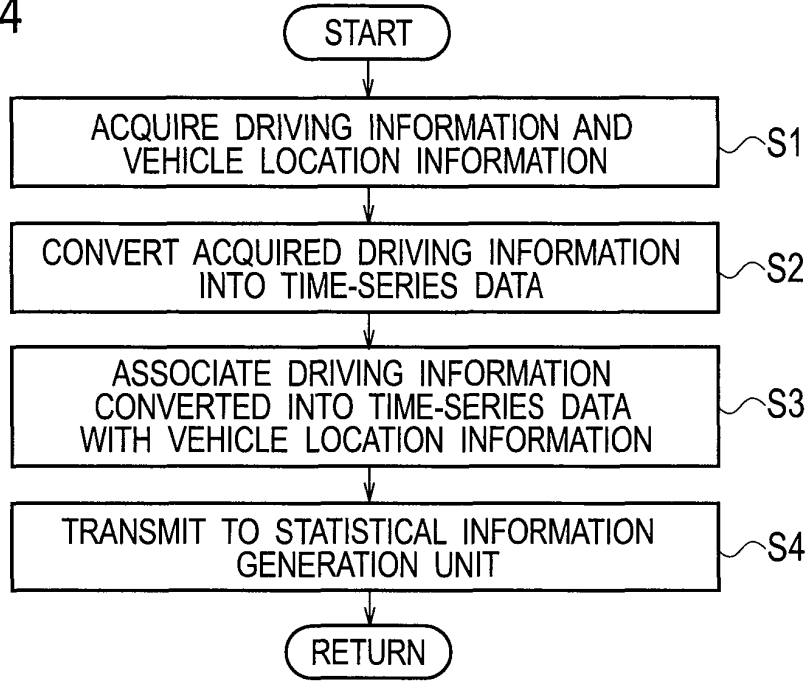 4
START
ACQUIRE DRIVING INFORMATION AND
VEHICLE LOCATION INFORMATION
S1
CONVERT ACQUIRED DRIVING INFORMATION
INTO TIME-SERIES DATA
S2
ASSOCIATE DRIVING INFORMATION
CONVERTED INTO TIME-SERIES DATA
WITH VEHICLE LOCATION INFORMATION
S3
TRANSMIT TO STATISTICAL INFORMATION
GENERATION UNIT
S4
RETURN